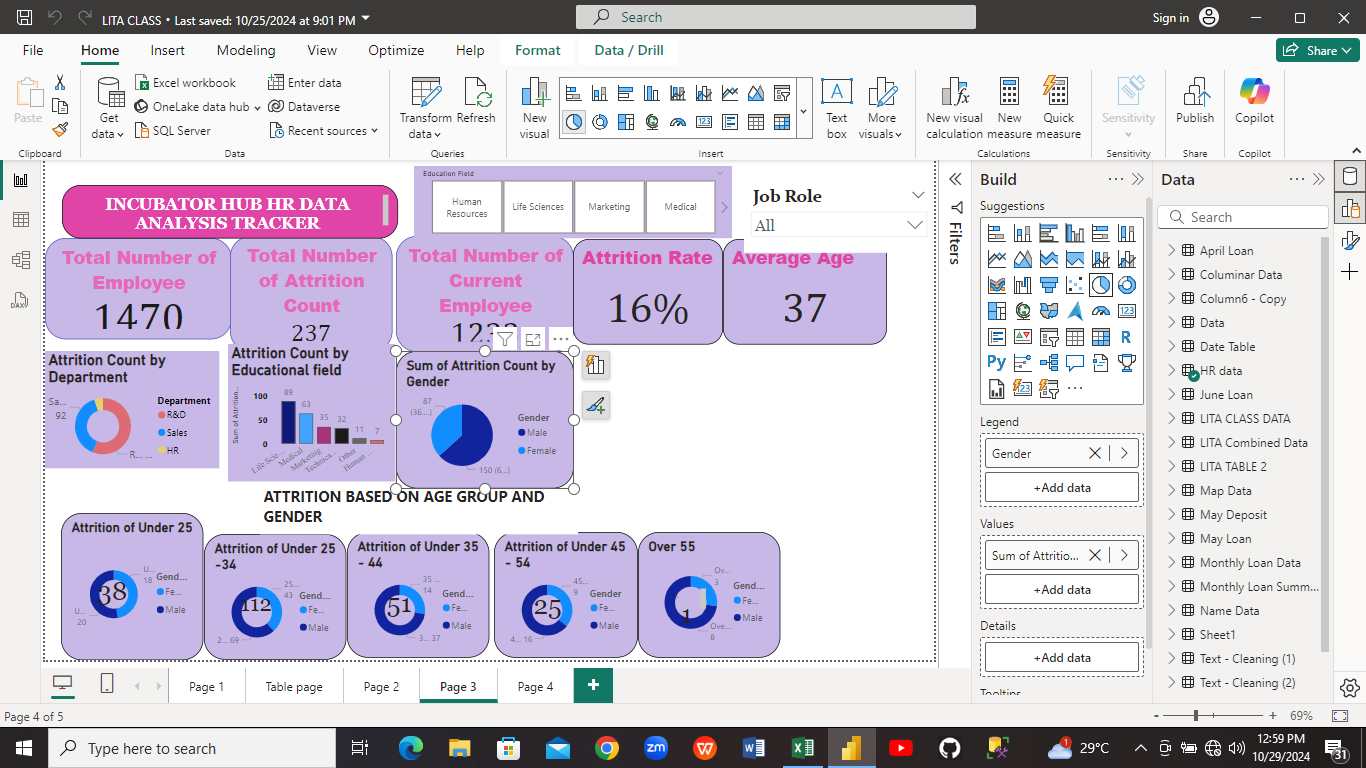 LITA CLASS • Last saved: 10/25/2024 at 9:01 PM
Search
Sign in
File
Home
Insert
Modeling
View
Optimize
Help
Format
Data / Drill
Share
Paste
Clipboard
Get data
Excel workbook
OneLake data hub
SQL Server
Enter data
Dataverse
Recent sources
Data
Transform data
Refresh
Queries
New visual
Text box
More visuals
Insert
New visual calculation
New measure
Quick measure
Calculations
Sensitivity
Sensitivity
Publish
Share
Copilot
Copilot
INCUBATOR HUB HR DATA
ANALYSIS TRACKER
Education Field
Human Resources
Life Sciences
Marketing
Medical
Job Role
All
Total Number of
Employee
1470
Total Number
of Attrition
Count
237
Total Number of
Current
Employee
Attrition Rate
16%
Average Age
37
Attrition Count by
Department
Sa...
92
R... ...
Department
R&D
Sales
HR
Attrition Count by
Educational field
Sum of Attrition...
100
50
0
89
63
35
32
11
7
Life Scie...
Medical
Marketing
Technica...
Other
Human ...
Sum of Attrition Count by
Gender
87
(36...)
150 (6...)
Gender
Male
Female
ATTRITION BASED ON AGE GROUP AND
GENDER
Attrition of Under 25
38
U...
18
U...
20
Gend...
Fe...
Male
Attrition of Under 25
-34
112
25...
43
2... 69
Gend...
Fe...
Male
Attrition of Under 35
- 44
51
35 ...
14
3... 37
Gend...
Fe...
Male
Attrition of Under 45
- 54
25
45...
9
4... 16
Gender
Fe...
Male
Over 55
1
Ov...
3
Ove...
8
Gend...
Fe...
Male
Filters
Build
Suggestions
Legend
Gender
+Add data
Values
Sum of Attritio...
+Add data
Details
+Add data
Tooltips
Data
Search
April Loan
Columinar Data
Column6 - Copy
Data
Date Table
HR data
June Loan
LITA CLASS DATA
LITA Combined Data
LITA TABLE 2
Map Data
May Deposit
May Loan
Monthly Loan Data
Monthly Loan Summ...
Name Data
Sheet1
Text - Cleaning (1)
Text - Cleaning (2)
Page 1
Table page
Page 2
Page 3
Page 4
Page 4 of 5
69%
Type here to search
29°C
12:59 PM
10/29/2024
31